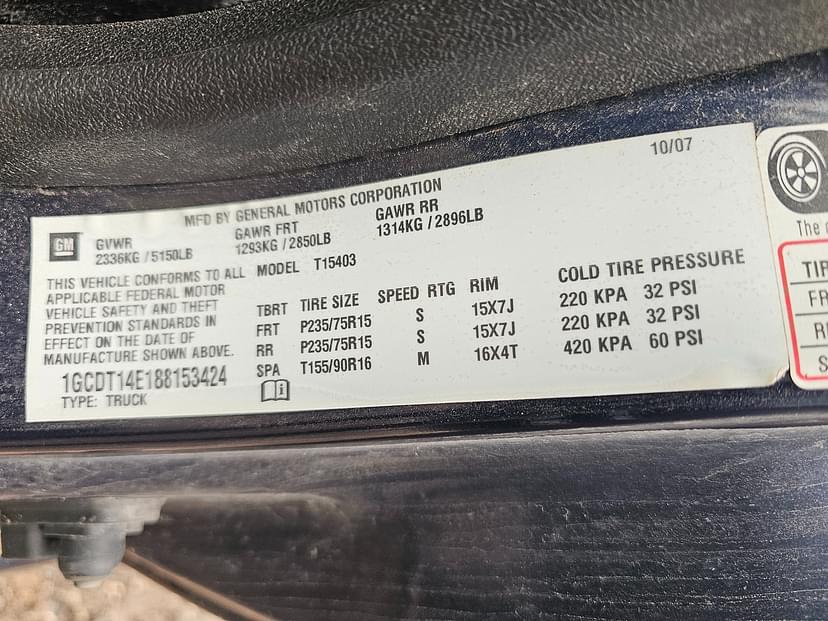 10/07
MFD BY GENERAL MOTORS CORPORATION
GM
GVWR GAWR FRT GAWR RR
2336KG / 5150LB 1293KG / 2850LB 1314KG / 2896LB
THIS VEHICLE CONFORMS TO ALL
APPLICABLE FEDERAL MOTOR
VEHICLE SAFETY AND THEFT
PREVENTION STANDARDS IN
EFFECT ON THE DATE OF
MANUFACTURE SHOWN ABOVE.
1GCDT14E188153424
TYPE: TRUCK
MODEL T15403
TBRT TIRE SIZE SPEED RTG RIM COLD TIRE PRESSURE
FRT P235/75R15 S 15X7J 220 KPA 32 PSI
RR P235/75R15 S 15X7J 220 KPA 32 PSI
SPA T155/90R16 M 16X4T 420 KPA 60 PSI
The
TIR
FR